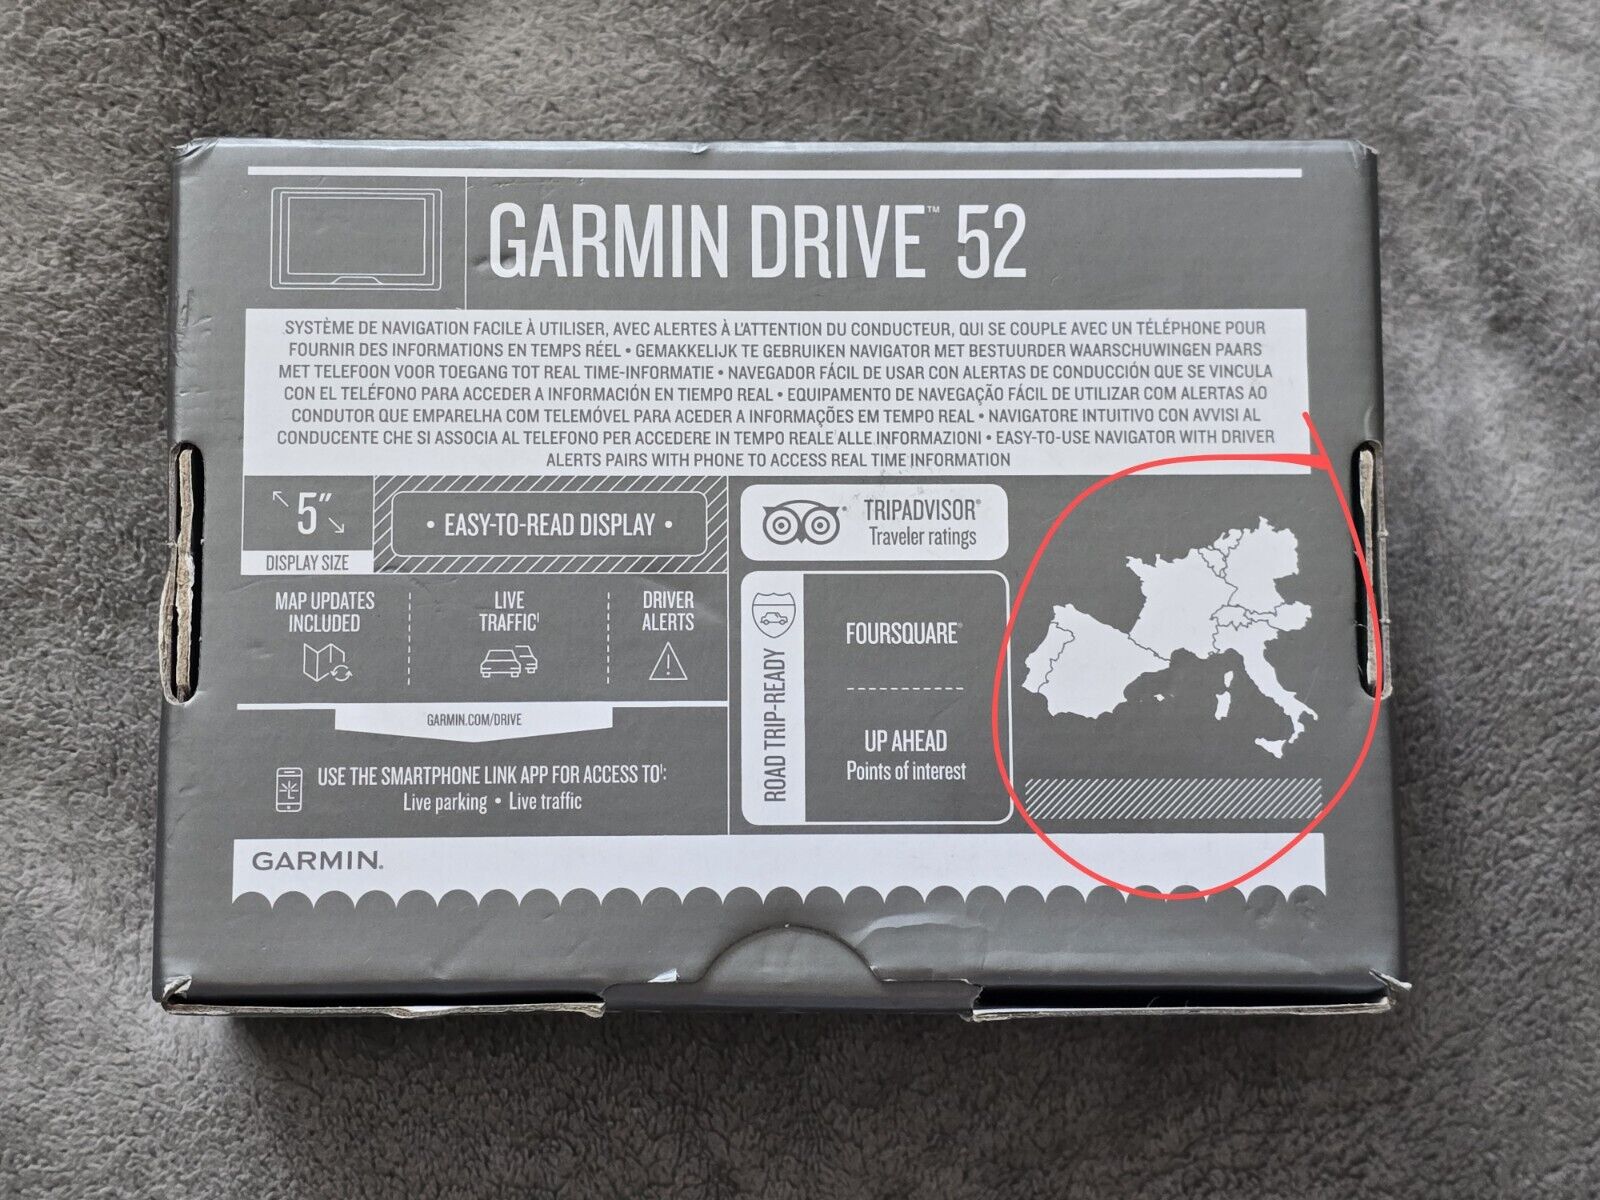 GARMIN DRIVE™ 52
SYSTÈME DE NAVIGATION FACILE À UTILISER, AVEC ALERTES À L'ATTENTION DU CONDUCTEUR, QUI SE COUPLE AVEC UN TÉLÉPHONE POUR
FOURNIR DES INFORMATIONS EN TEMPS RÉEL • GEMAKKELIJK TE GEBRUIKEN NAVIGATOR MET BESTUURDER WAARSCHUWINGEN PAARS
MET TELEFOON VOOR TOEGANG TOT REAL TIME-INFORMATIE • NAVEGADOR FÁCIL DE USAR CON ALERTAS DE CONDUCCIÓN QUE SE VINCULA
CON EL TELÉFONO PARA ACCEDER A INFORMACIÓN EN TIEMPO REAL • EQUIPAMENTO DE NAVEGAÇÃO FÁCIL DE UTILIZAR COM ALERTAS AO
CONDUTOR QUE EMPARELHA COM TELEMÓVEL PARA ACEDER A INFORMAÇÕES EM TEMPO REAL • NAVIGATORE INTUITIVO CON AVVISI AL
CONDUCENTE CHE SI ASSOCIA AL TELEFONO PER ACCEDERE IN TEMPO REALE ALLE INFORMAZIONI • EASY-TO-USE NAVIGATOR WITH DRIVER
ALERTS PAIRS WITH PHONE TO ACCESS REAL TIME INFORMATION
5″
DISPLAY SIZE
• EASY-TO-READ DISPLAY •
MAP UPDATES
INCLUDED
LIVE
TRAFFIC¹
DRIVER
ALERTS
GARMIN.COM/DRIVE
USE THE SMARTPHONE LINK APP FOR ACCESS TO¹:
Live parking • Live traffic
TRIPADVISOR®
Traveler ratings
ROAD TRIP-READY
FOURSQUARE®
UP AHEAD
Points of interest
GARMIN®